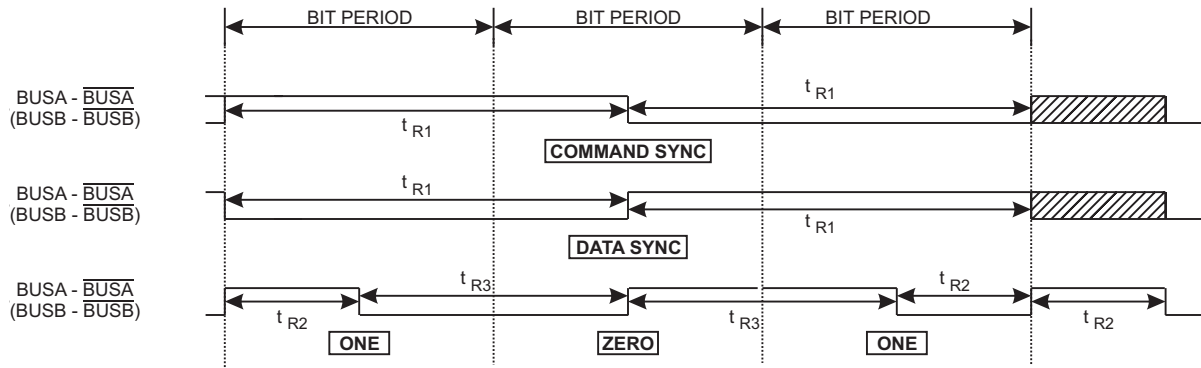 BIT PERIOD BIT PERIOD BIT PERIOD
BUSA - BUSA
(BUSB - BUSB)
t R1
t R1
COMMAND SYNC
BUSA - BUSA
(BUSB - BUSB)
t R1
t R1
DATA SYNC
BUSA - BUSA
(BUSB - BUSB)
t R3 t R2
t R2 t R3 t R2
ONE ZERO ONE